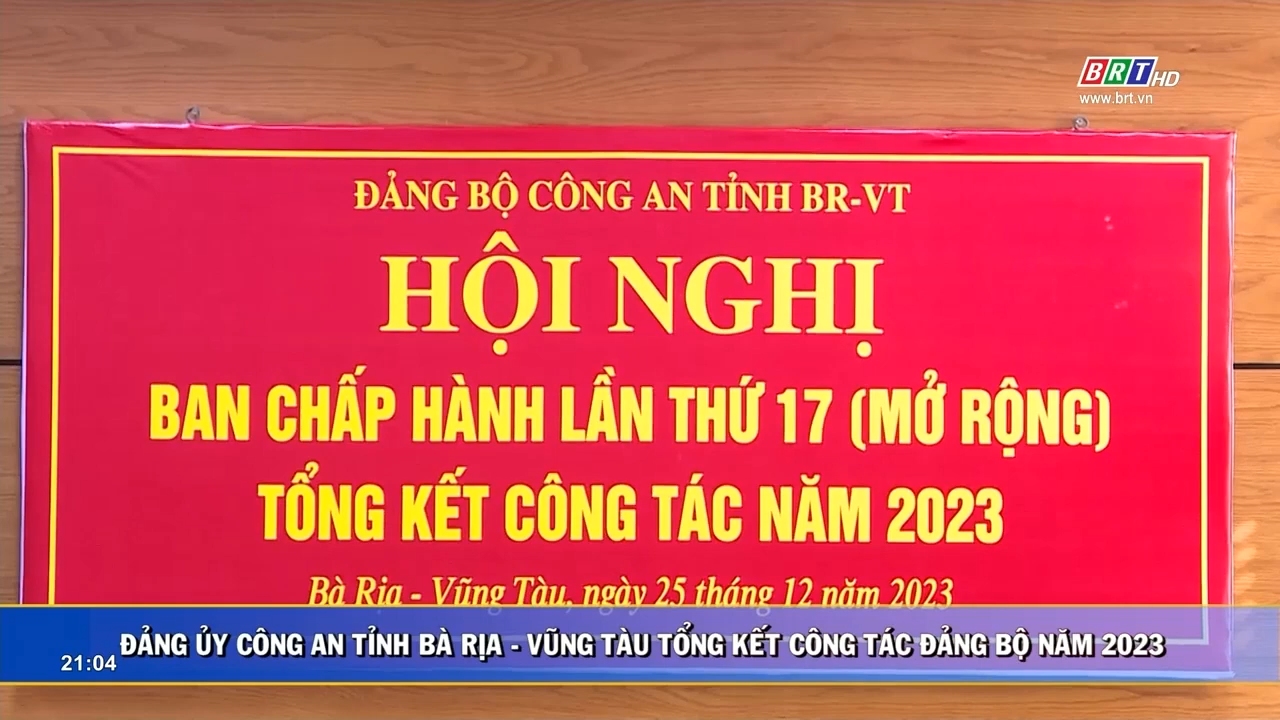 BRT HD
www.brt.vn
ĐẢNG BỘ CÔNG AN TỈNH BR-VT
HỘI NGHỊ
BAN CHẤP HÀNH LẦN THỨ 17 (MỞ RỘNG)
TỔNG KẾT CÔNG TÁC NĂM 2023
Bà Rịa - Vũng Tàu, ngày 25 tháng 12 năm 2023
ĐẢNG ỦY CÔNG AN TỈNH BÀ RỊA - VŨNG TÀU TỔNG KẾT CÔNG TÁC ĐẢNG BỘ NĂM 2023
21:04